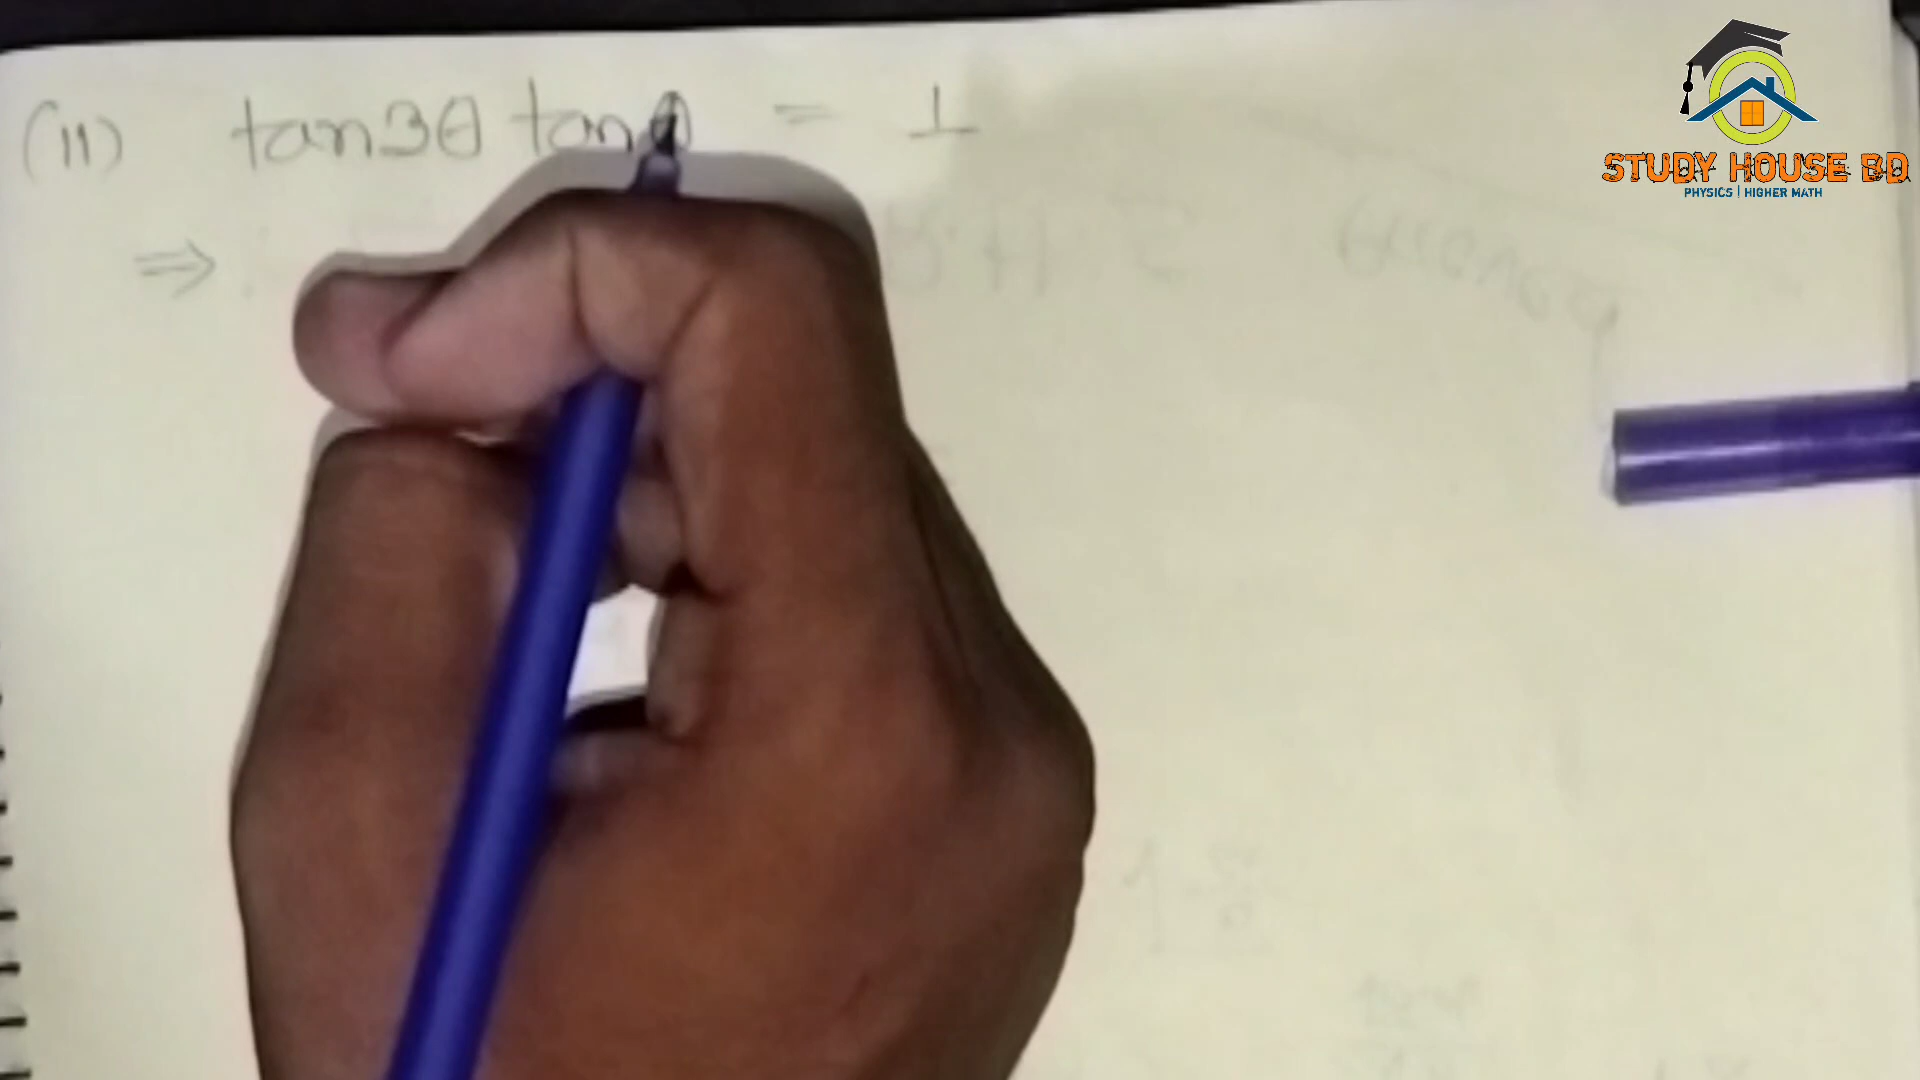 (ii) tan3θ tanθ = 1
⇒
STUDY HOUSE BD
PHYSICS | HIGHER MATH